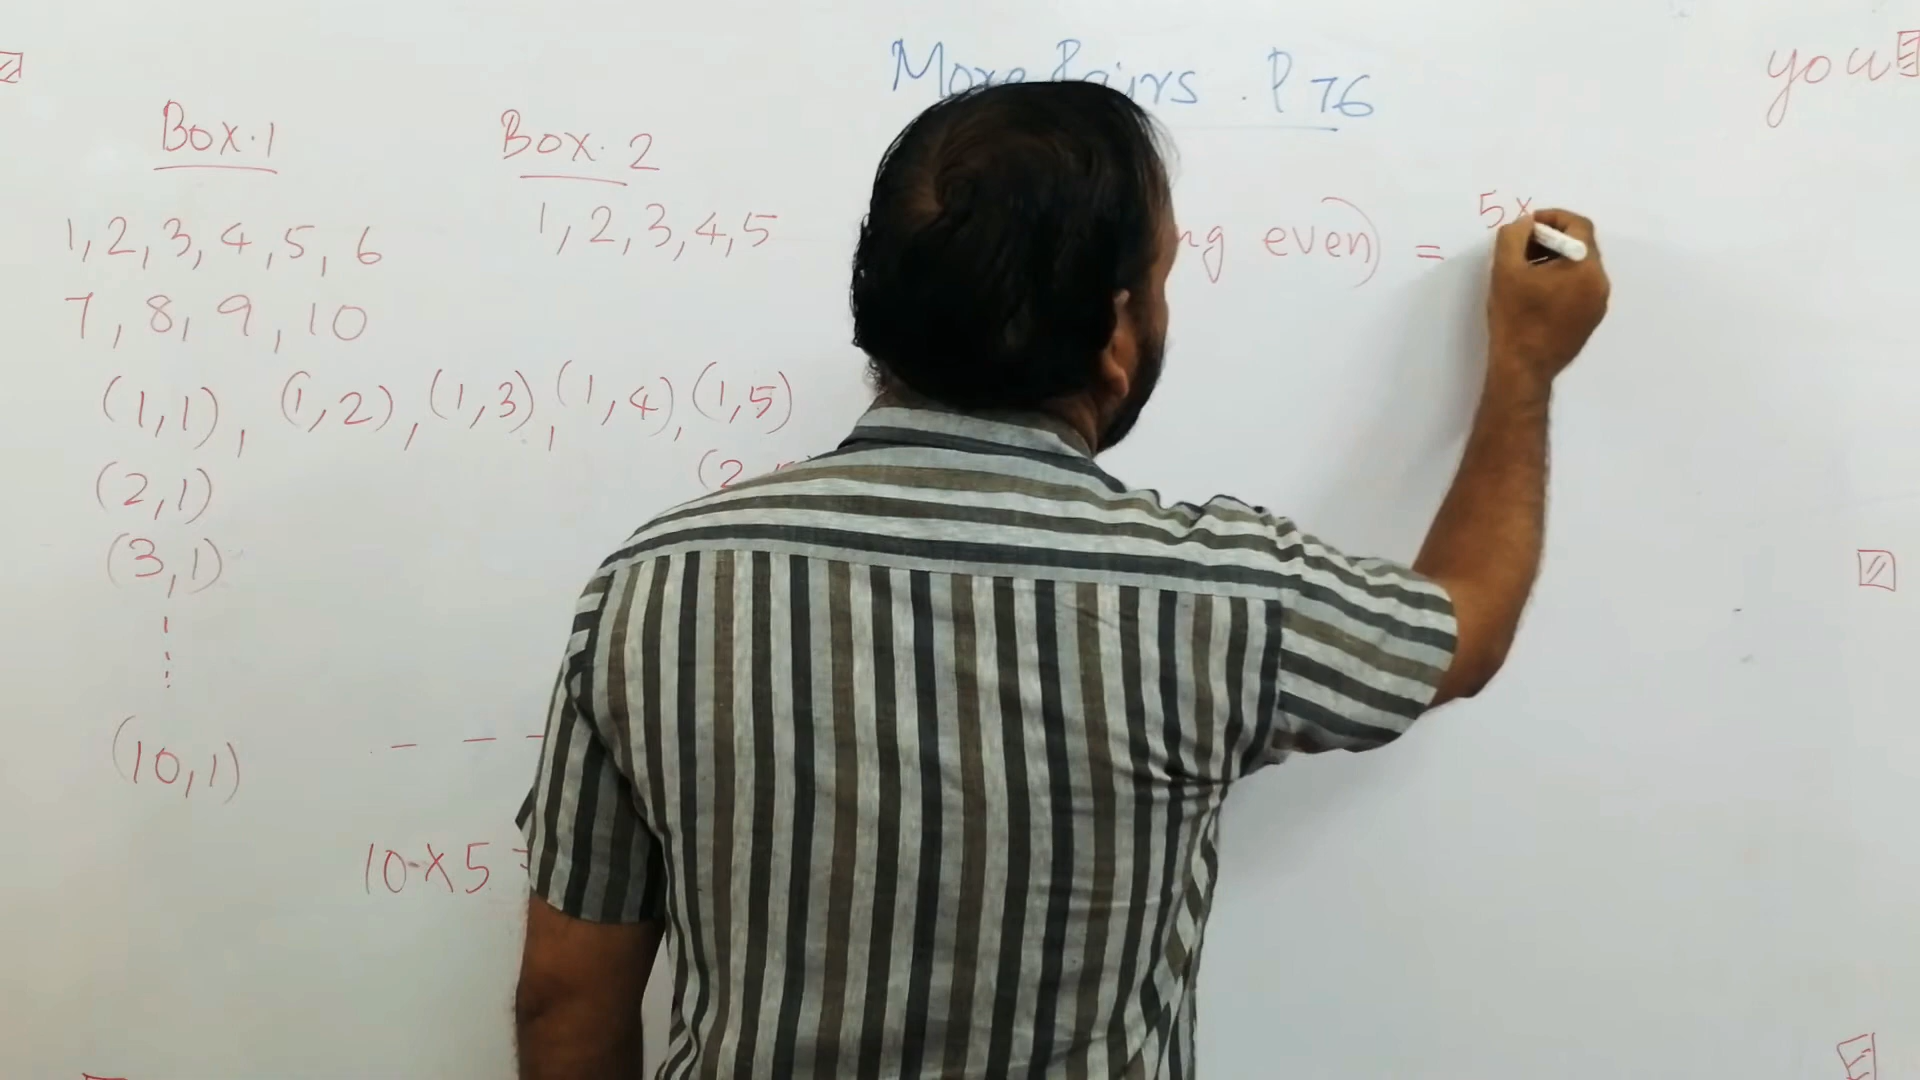 More Pairs . P 76
you
Box.1
Box. 2
1, 2, 3, 4, 5, 6
1, 2, 3, 4, 5
even) = 5x
7, 8, 9, 10
(1,1), (1,2), (1,3), (1,4), (1,5)
(2,1)
(3,1)
(10,1) - - -
10 x 5